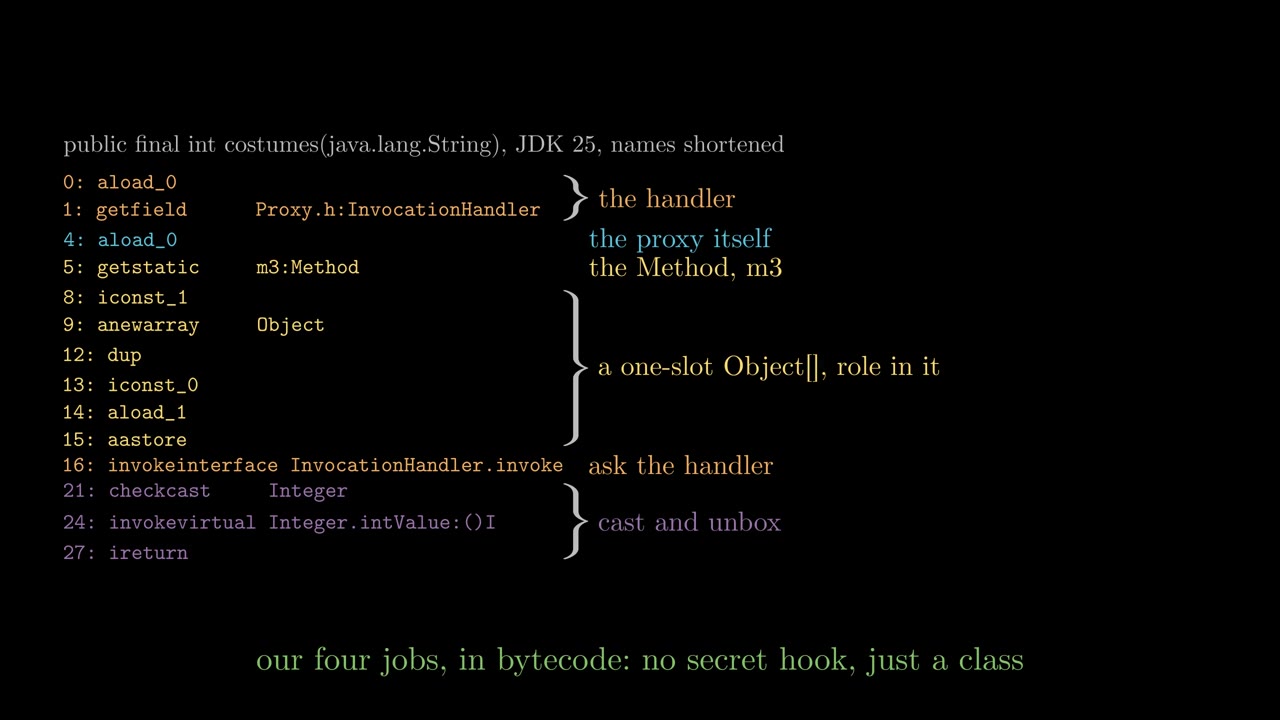 public final int costumes(java.lang.String), JDK 25, names shortened
0: aload_0
1: getfield Proxy.h:InvocationHandler
the handler
4: aload_0 the proxy itself
5: getstatic m3:Method the Method, m3
8: iconst_1
9: anewarray Object
12: dup
a one-slot Object[], role in it
13: iconst_0
14: aload_1
15: aastore
16: invokeinterface InvocationHandler.invoke ask the handler
21: checkcast Integer
24: invokevirtual Integer.intValue:()I cast and unbox
27: ireturn
our four jobs, in bytecode: no secret hook, just a class